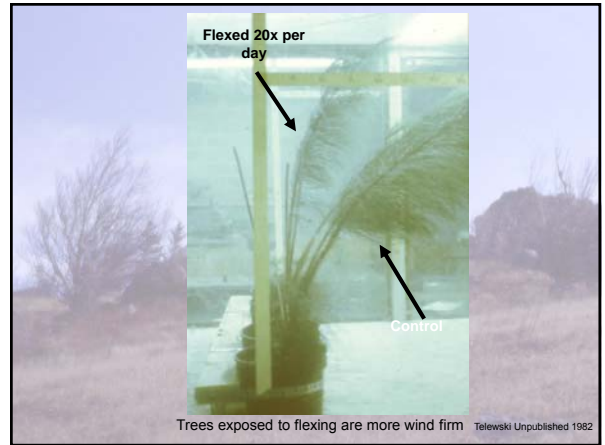 Flexed 20x per
day
Control
Trees exposed to flexing are more wind firm Telewski Unpublished 1982